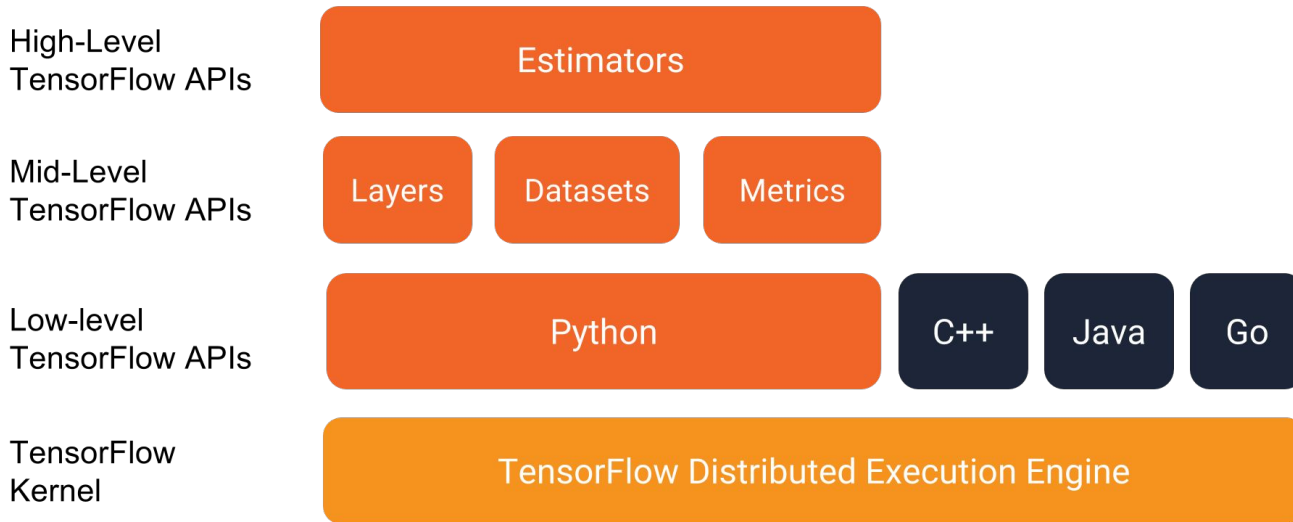 High-Level
TensorFlow APIs
Estimators
Mid-Level
TensorFlow APIs
Layers
Datasets
Metrics
Low-level
TensorFlow APIs
Python
C++
Java
Go
TensorFlow
Kernel
TensorFlow Distributed Execution Engine